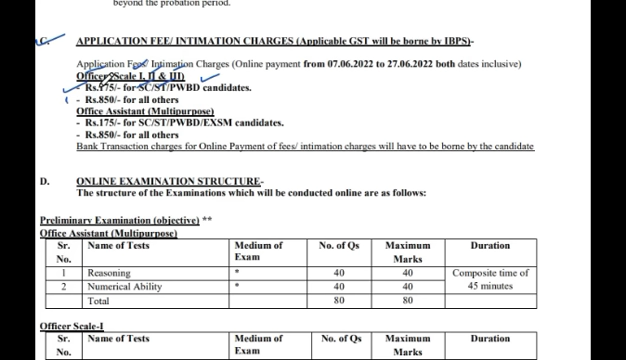 beyond the probation period.
C. APPLICATION FEE/ INTIMATION CHARGES (Applicable GST will be borne by IBPS)-
Application Fees/ Intimation Charges (Online payment from 07.06.2022 to 27.06.2022 both dates inclusive)
Officer(Scale I, II & III)
- Rs.175/- for SC/ST/PWBD candidates.
- Rs.850/- for all others
Office Assistant (Multipurpose)
- Rs.175/- for SC/ST/PWBD/EXSM candidates.
- Rs.850/- for all others
Bank Transaction charges for Online Payment of fees/ intimation charges will have to be borne by the candidate
D. ONLINE EXAMINATION STRUCTURE-
The structure of the Examinations which will be conducted online are as follows:
Preliminary Examination (objective) **
Office Assistant (Multipurpose)
Sr. No. Name of Tests Medium of Exam No. of Qs Maximum Marks Duration
1 Reasoning * 40 40 Composite time of 45 minutes
2 Numerical Ability * 40 40
Total 80 80
Officer Scale-I
Sr. No. Name of Tests Medium of Exam No. of Qs Maximum Marks Duration